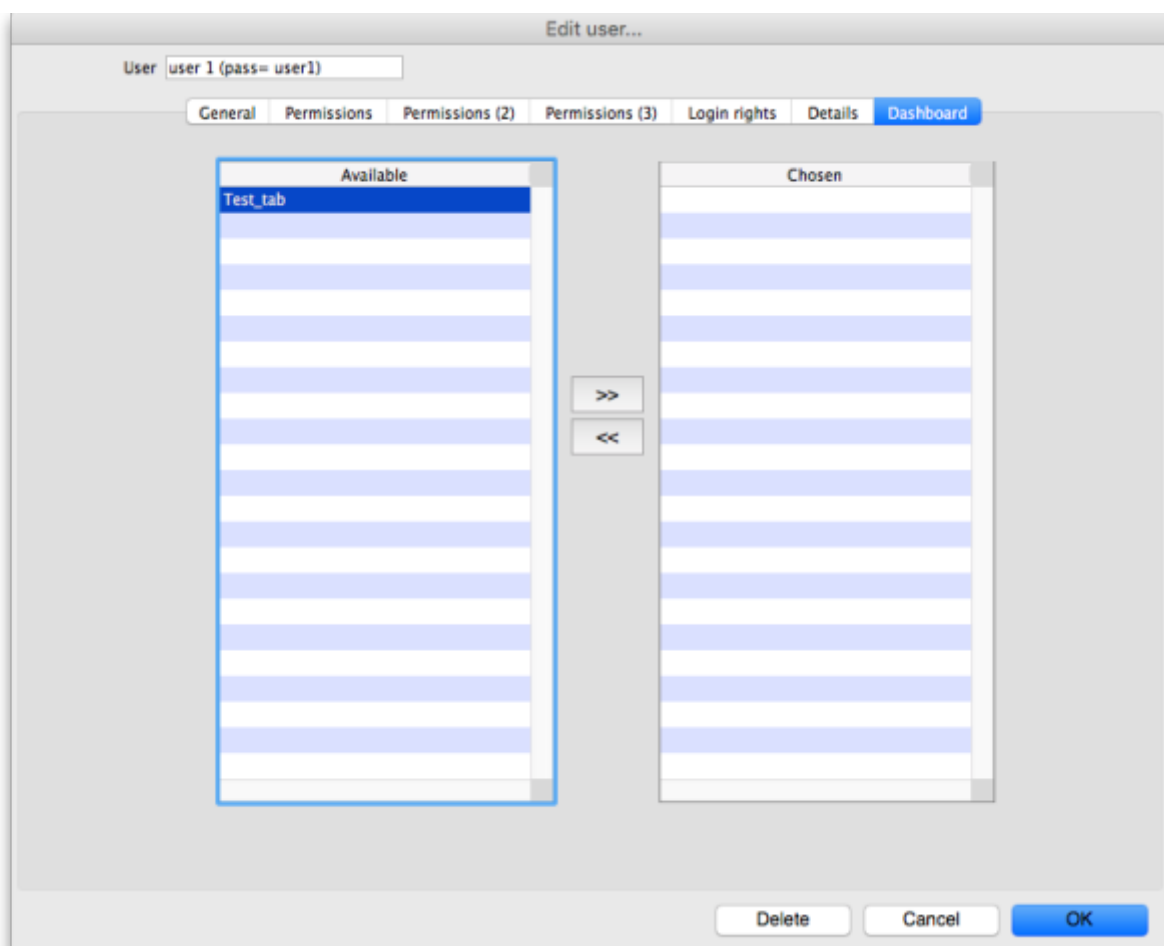 Edit user...
User user 1 (pass= user1)
General Permissions Permissions (2) Permissions (3) Login rights Details Dashboard
Available Chosen
Test_tab
>>
<<
Delete Cancel OK